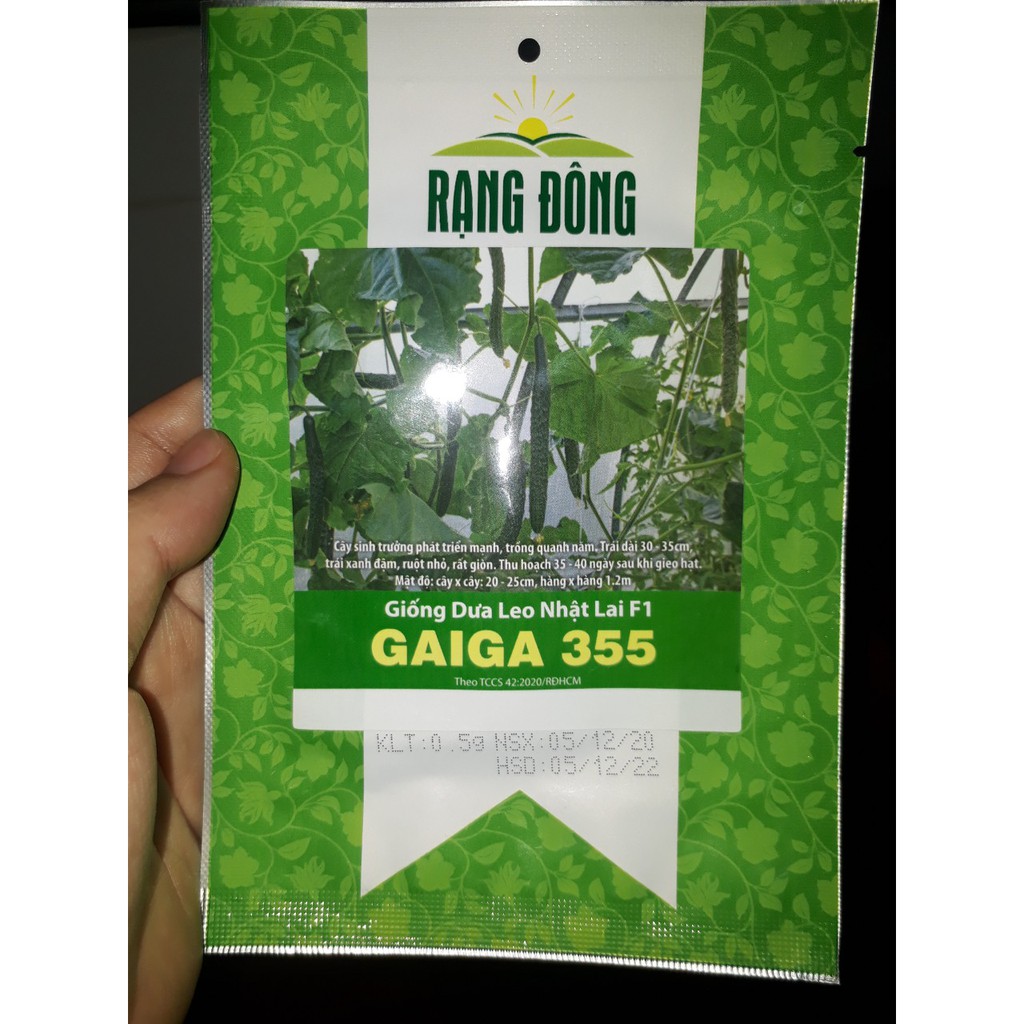 RẠNG ĐÔNG
Cây sinh trưởng phát triển mạnh, trồng quanh năm. Trái dài 30 - 35cm,
trái xanh đậm, ruột nhỏ, rất giòn. Thu hoạch 35 - 40 ngày sau khi gieo hạt.
Mật độ: cây x cây: 20 - 25cm, hàng x hàng 1.2m
Giống Dưa Leo Nhật Lai F1
GAIGA 355
Theo TCCS 42:2020/RĐHCM
KLT:0.5g NSX:05/12/20
HSD:05/12/22